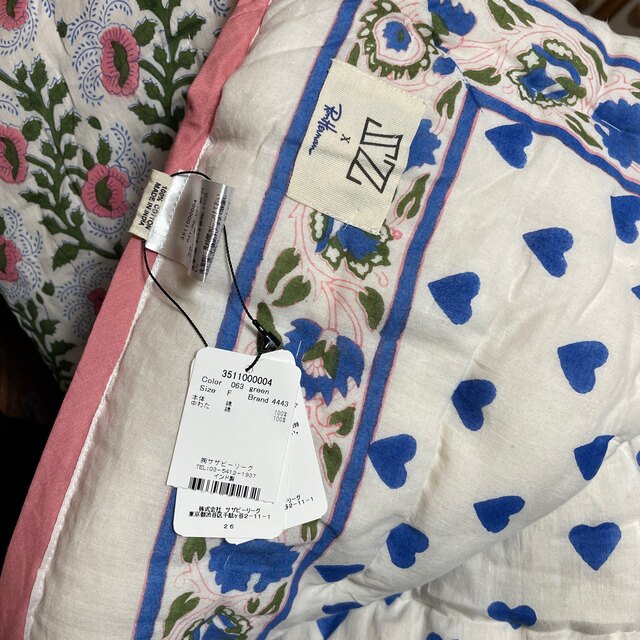 100% COTTON
MADE IN INDIA
X
JZ
3511000004
Color 063 green
Size F Brand 4443
本体 綿 100%
中わた 綿 100%
㈱サザビーリーグ
TEL:03-5412-1937
インド製
株式会社 サザビーリーグ
東京都渋谷区千駄ヶ谷2-11-1
26